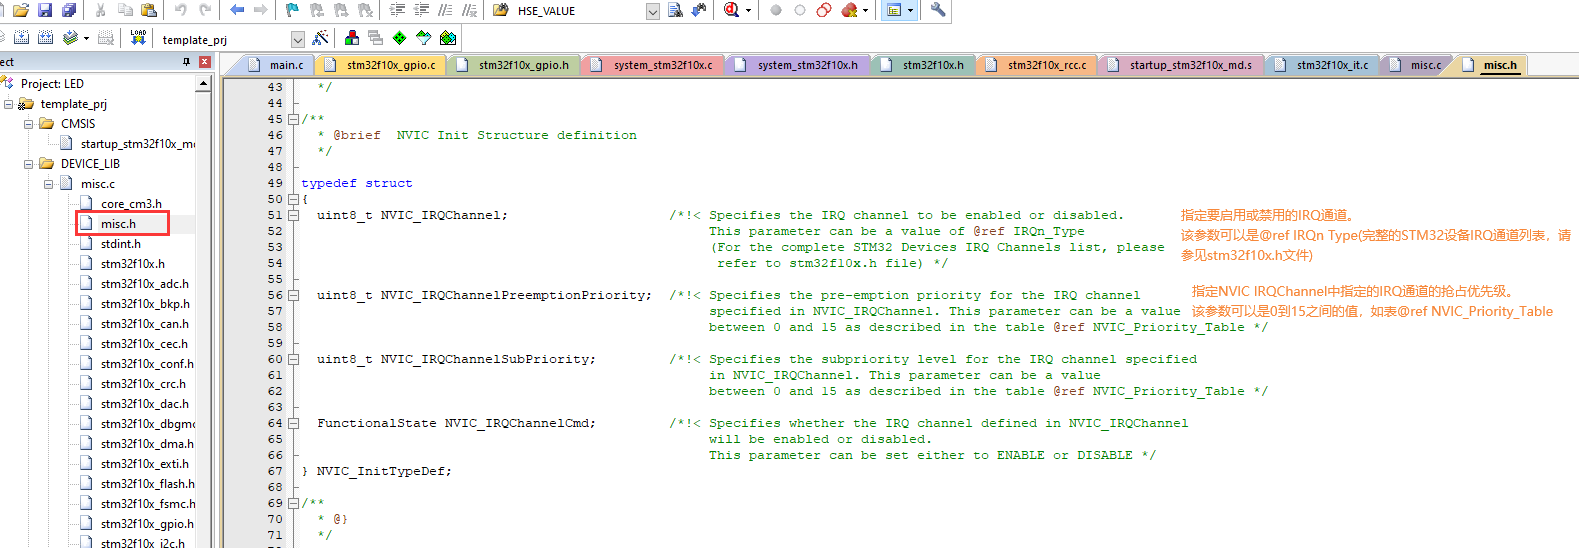 HSE_VALUE
LOAD
template_prj
ect
main.c
stm32f10x_gpio.c
stm32f10x_gpio.h
system_stm32f10x.c
system_stm32f10x.h
stm32f10x.h
stm32f10x_rcc.c
startup_stm32f10x_md.s
stm32f10x_it.c
misc.c
misc.h
Project: LED
template_prj
CMSIS
startup_stm32f10x_md
DEVICE_LIB
misc.c
core_cm3.h
misc.h
stdint.h
stm32f10x.h
stm32f10x_adc.h
stm32f10x_bkp.h
stm32f10x_can.h
stm32f10x_cec.h
stm32f10x_conf.h
stm32f10x_crc.h
stm32f10x_dac.h
stm32f10x_dbgmc
stm32f10x_dma.h
stm32f10x_exti.h
stm32f10x_flash.h
stm32f10x_fsmc.h
stm32f10x_gpio.h
stm32f10x_i2c.h
43 */
44
45 /**
46 * @brief  NVIC Init Structure definition
47 */
48
49 typedef struct
50 {
51 uint8_t NVIC_IRQChannel; /*!< Specifies the IRQ channel to be enabled or disabled.
52 This parameter can be a value of @ref IRQn_Type
53 (For the complete STM32 Devices IRQ Channels list, please
54 refer to stm32f10x.h file) */
55
56 uint8_t NVIC_IRQChannelPreemptionPriority; /*!< Specifies the pre-emption priority for the IRQ channel
57 specified in NVIC_IRQChannel. This parameter can be a value
58 between 0 and 15 as described in the table @ref NVIC_Priority_Table */
59
60 uint8_t NVIC_IRQChannelSubPriority; /*!< Specifies the subpriority level for the IRQ channel specified
61 in NVIC_IRQChannel. This parameter can be a value
62 between 0 and 15 as described in the table @ref NVIC_Priority_Table */
63
64 FunctionalState NVIC_IRQChannelCmd; /*!< Specifies whether the IRQ channel defined in NVIC_IRQChannel
65 will be enabled or disabled.
66 This parameter can be set either to ENABLE or DISABLE */
67 } NVIC_InitTypeDef;
68
69 /**
70 * @}
71 */
指定要启用或禁用的IRQ通道。
该参数可以是@ref IRQn Type(完整的STM32设备IRQ通道列表，请
参见stm32f10x.h文件)
指定NVIC IRQChannel中指定的IRQ通道的抢占优先级。
该参数可以是0到15之间的值，如表@ref NVIC_Priority_Table